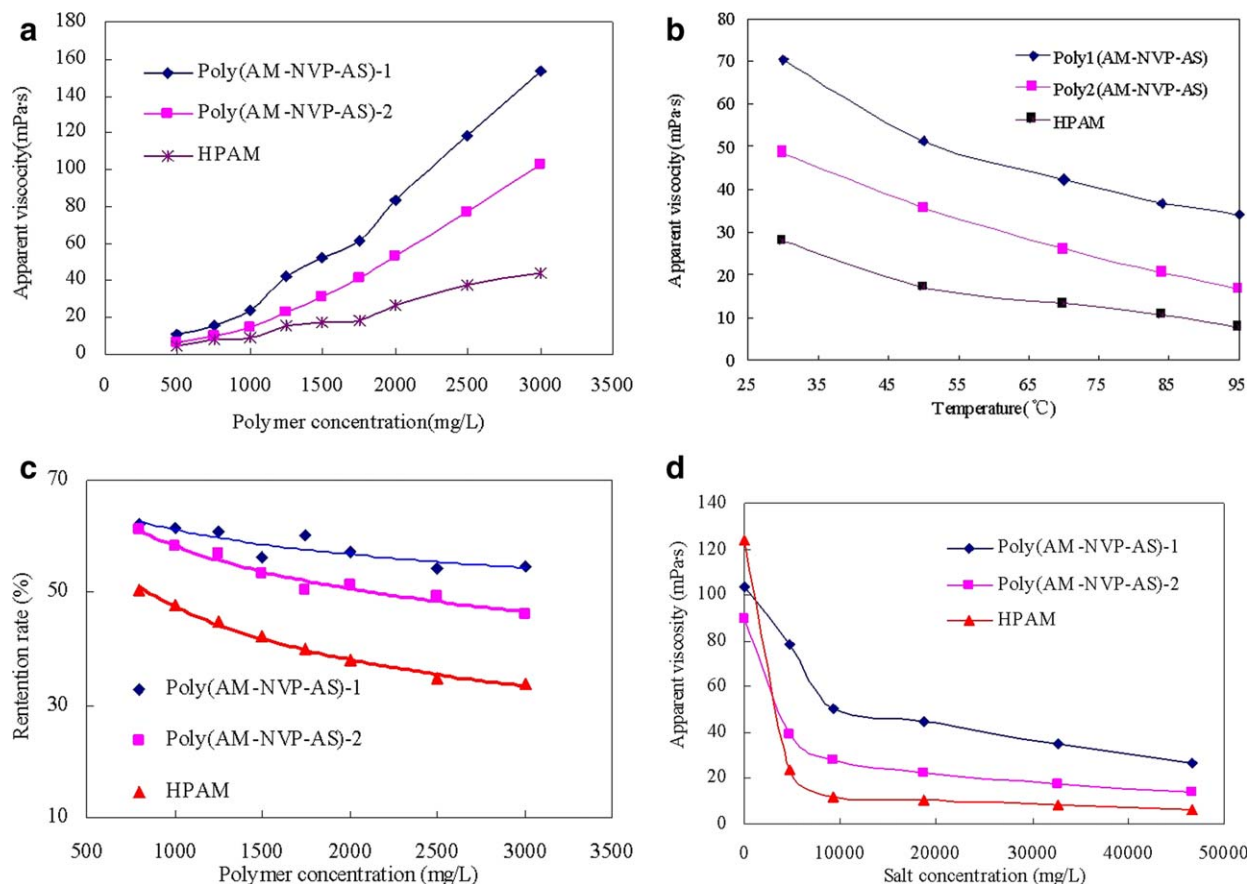 a
180
160
140
120
100
80
60
40
20
0
0
500
1000
1500
2000
2500
3000
3500
Apparent viscocity(mPa·s)
Polymer concentration(mg/L)
Poly(AM-NVP-AS)-1
Poly(AM-NVP-AS)-2
HPAM
b
80
70
60
50
40
30
20
10
0
25
35
45
55
65
75
85
95
Apparent viscocity(mPa·s)
Temperature(℃)
Poly1(AM-NVP-AS)
Poly2(AM-NVP-AS)
HPAM
c
70
50
30
10
500
1000
1500
2000
2500
3000
3500
Rentention rate (%)
Polymer concentration (mg/L)
Poly(AM-NVP-AS)-1
Poly(AM-NVP-AS)-2
HPAM
d
140
120
100
80
60
40
20
0
0
10000
20000
30000
40000
50000
Apparent viscosity (mPa·s)
Salt concentration (mg/L)
Poly(AM-NVP-AS)-1
Poly(AM-NVP-AS)-2
HPAM